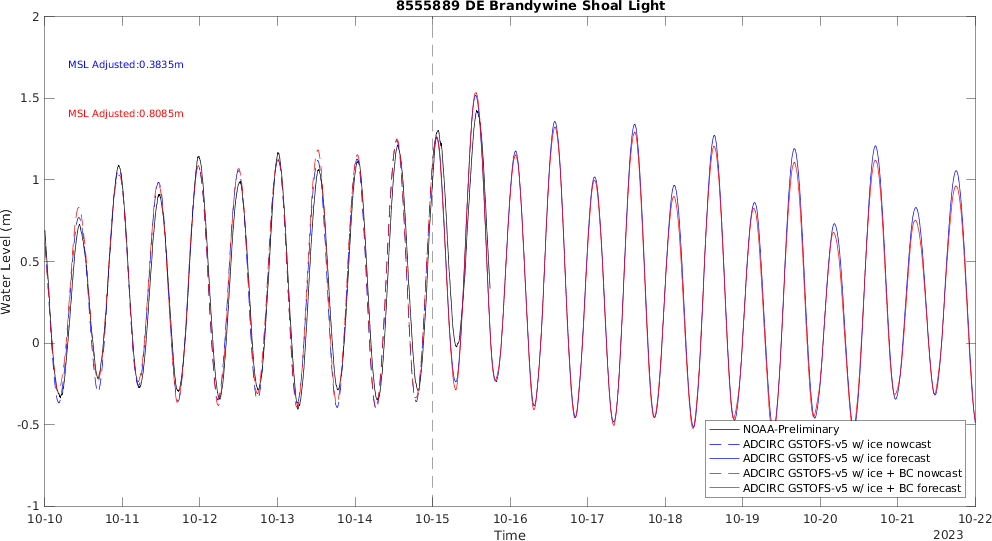 8555889 DE Brandywine Shoal Light
MSL Adjusted:0.3835m
MSL Adjusted:0.8085m
Water Level (m)
2
1.5
1
0.5
0
-0.5
-1
NOAA-Preliminary
ADCIRC GSTOFS-v5 w/ ice nowcast
ADCIRC GSTOFS-v5 w/ ice forecast
ADCIRC GSTOFS-v5 w/ ice + BC nowcast
ADCIRC GSTOFS-v5 w/ ice + BC forecast
10-10 10-11 10-12 10-13 10-14 10-15 10-16 10-17 10-18 10-19 10-20 10-21 10-22
Time
2023